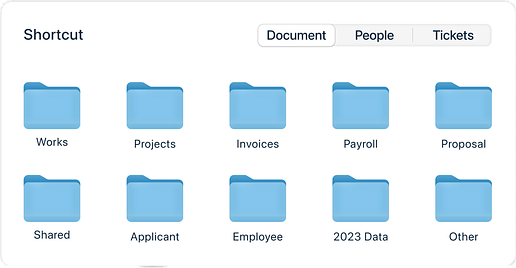 Shortcut
Document People Tickets
Works Projects Invoices Payroll Proposal
Shared Applicant Employee 2023 Data Other